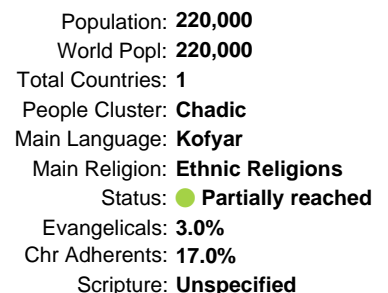 Population: 220,000
World Popl: 220,000
Total Countries: 1
People Cluster: Chadic
Main Language: Kofyar
Main Religion: Ethnic Religions
Status: Partially reached
Evangelicals: 3.0%
Chr Adherents: 17.0%
Scripture: Unspecified